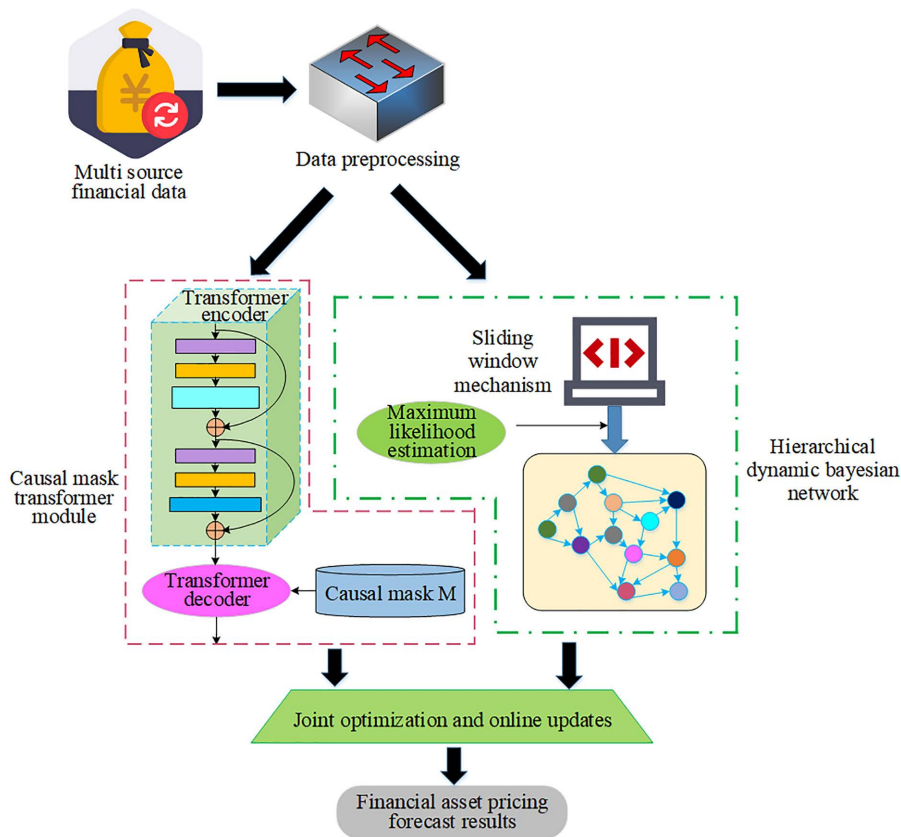 Multi source
financial data
Data preprocessing
Transformer
encoder
Causal mask
transformer
module
Transformer
decoder
Causal mask M
Sliding
window
mechanism
Maximum
likelihood
estimation
Hierarchical
dynamic bayesian
network
Joint optimization and online updates
Financial asset pricing
forecast results